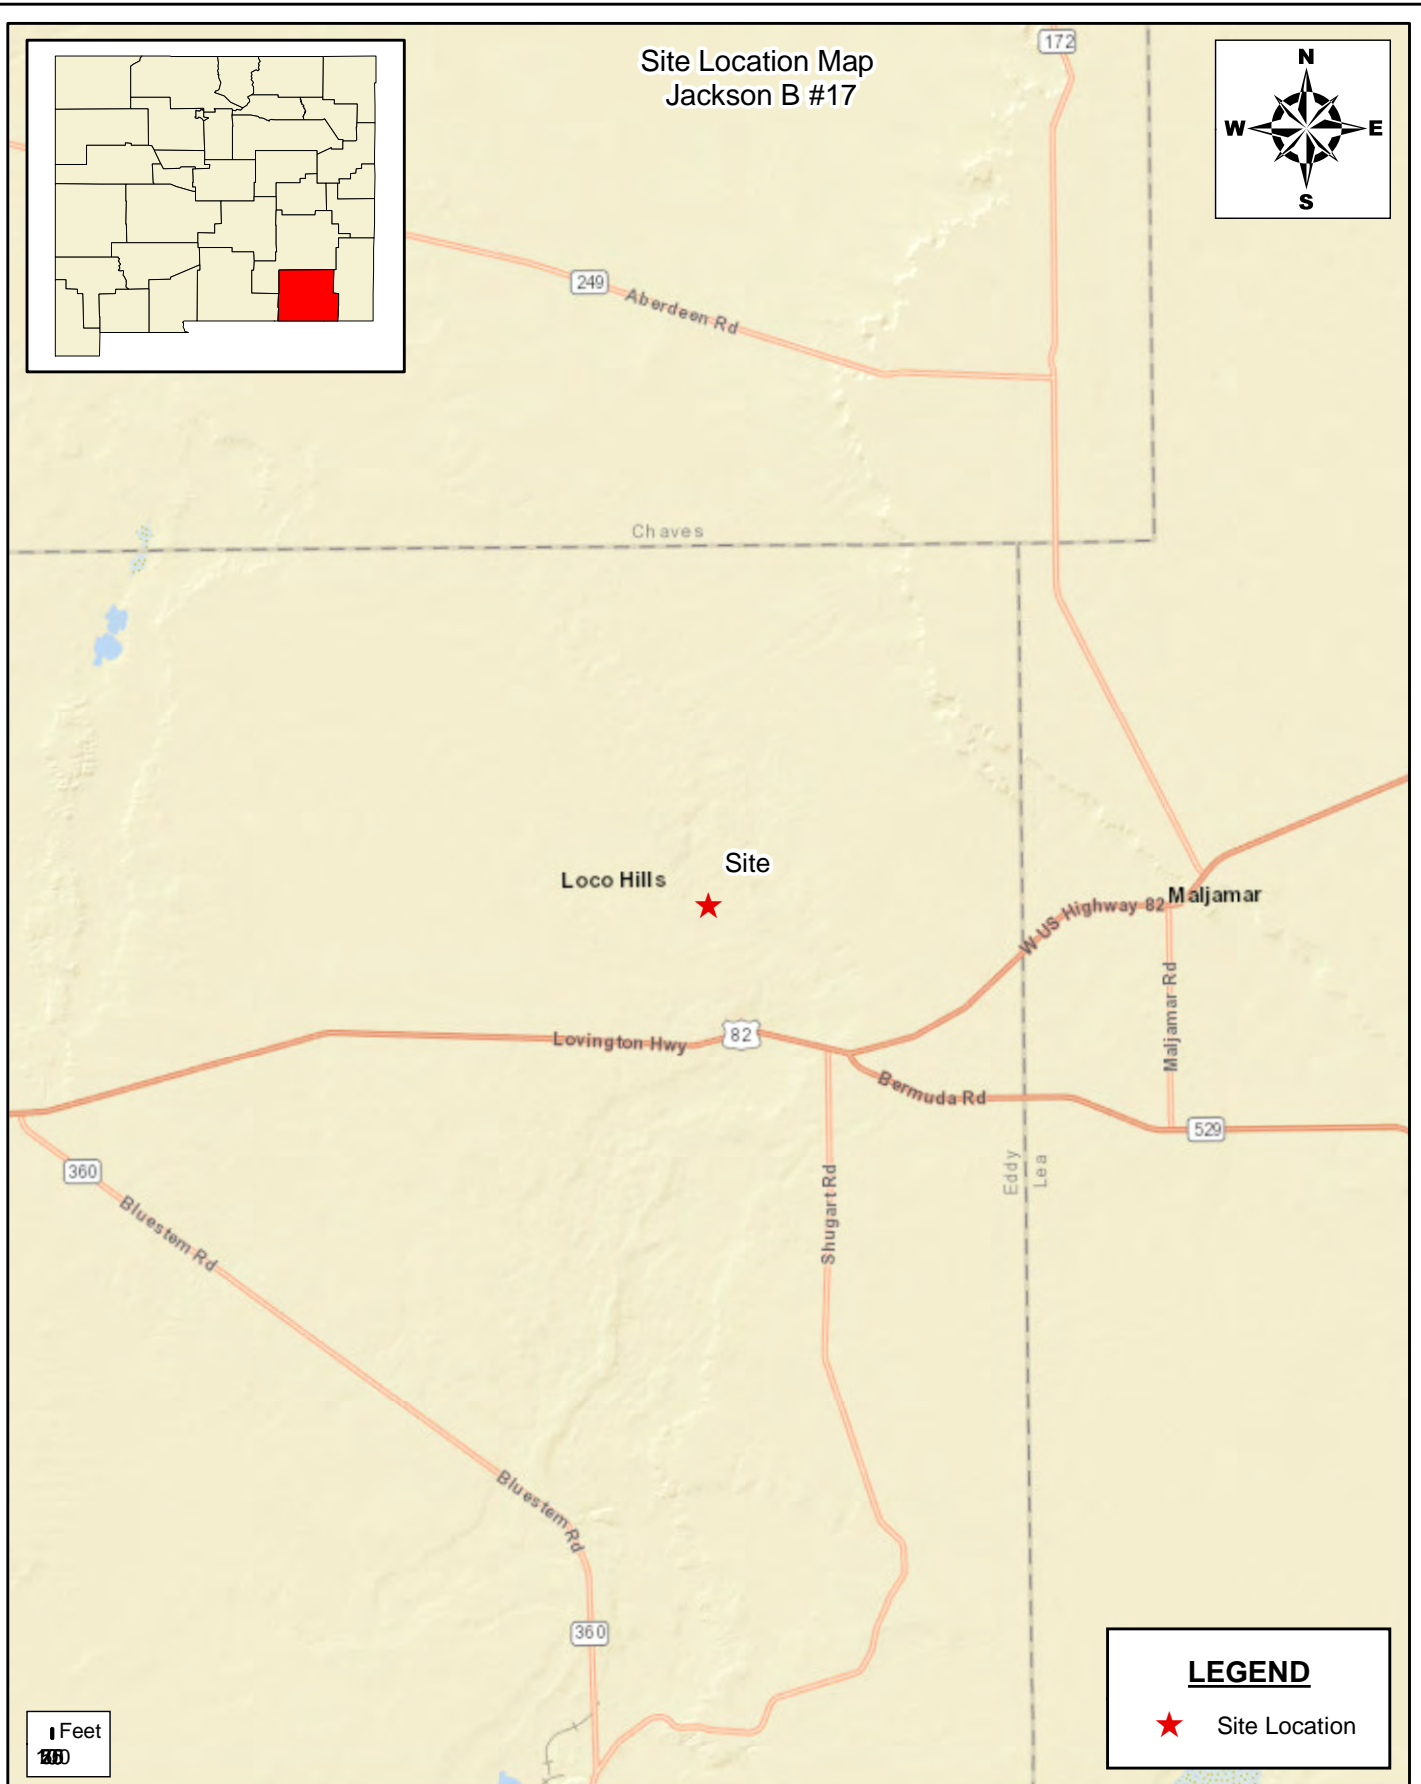 Site Location Map
Jackson B #17
172
N
W
E
S
249
Aberdeen Rd
Chaves
Site
Loco Hills
Maljamar
W US Highway 82
Maljamar Rd
82
Lovington Hwy
Bermuda Rd
529
360
Eddy
Lea
Bluestem Rd
Shugart Rd
Bluestem Rd
360
LEGEND
Site Location
Feet